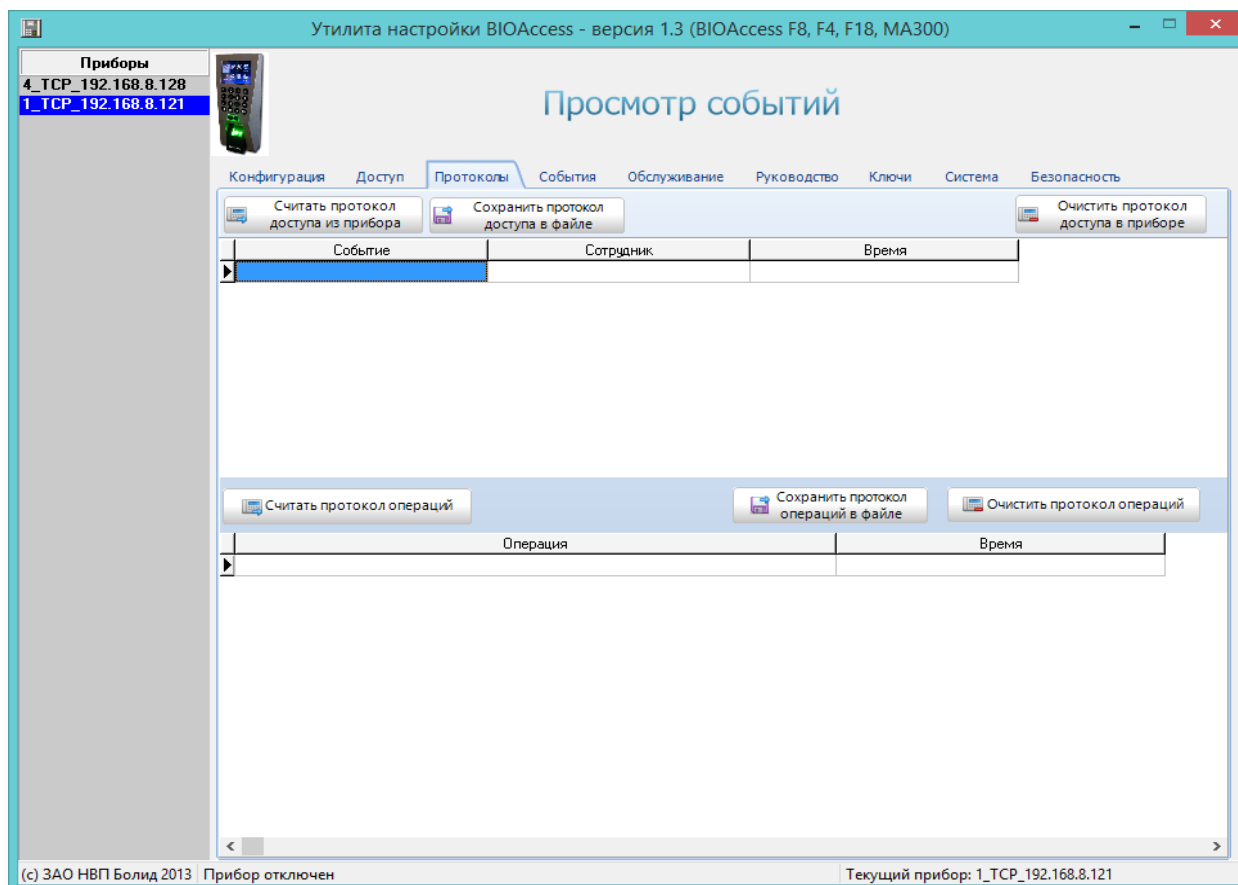 Утилита настройки BIOAccess - версия 1.3 (BIOAccess F8, F4, F18, MA300)
Приборы
4_TCP_192.168.8.128
1_TCP_192.168.8.121
Просмотр событий
Конфигурация Доступ Протоколы События Обслуживание Руководство Ключи Система Безопасность
Считать протокол
доступа из прибора
Сохранить протокол
доступа в файле
Очистить протокол
доступа в приборе
Событие Сотрудник Время
Считать протокол операций
Сохранить протокол
операций в файле
Очистить протокол операций
Операция Время
(c) ЗАО НВП Болид 2013 Прибор отключен Текущий прибор: 1_TCP_192.168.8.121